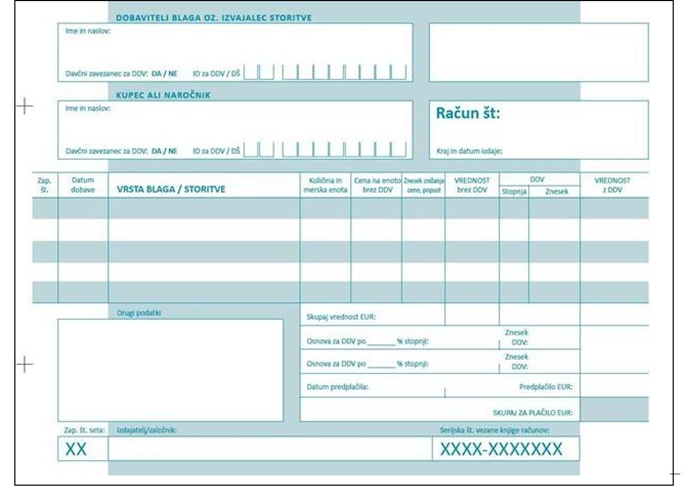 DOBAVITELJ BLAGA OZ. IZVAJALEC STORITVE
Ime in naslov:
Davčni zavezanec za DDV: DA / NE ID za DDV / DŠ
KUPEC ALI NAROČNIK
Ime in naslov:
Davčni zavezanec za DDV: DA / NE ID za DDV / DŠ
Račun št:
Kraj in datum izdaje:
Zap. št.
Datum dobave
VRSTA BLAGA / STORITVE
Količina in merska enota
Cena na enoto brez DDV
Znesek znižanja cene, popust
VREDNOST brez DDV
DDV
Stopnja
Znesek
VREDNOST z DDV
Drugi podatki
Skupaj vrednost EUR:
Osnova za DDV po ______ % stopnji: Znesek DDV:
Osnova za DDV po ______ % stopnji: Znesek DDV:
Datum predplačila: Predplačilo EUR:
SKUPAJ ZA PLAČILO EUR:
Zap. št. seta: Izdajatelj/založnik: Serijska št. vezane knjige računov:
XX XXXX-XXXXXXX